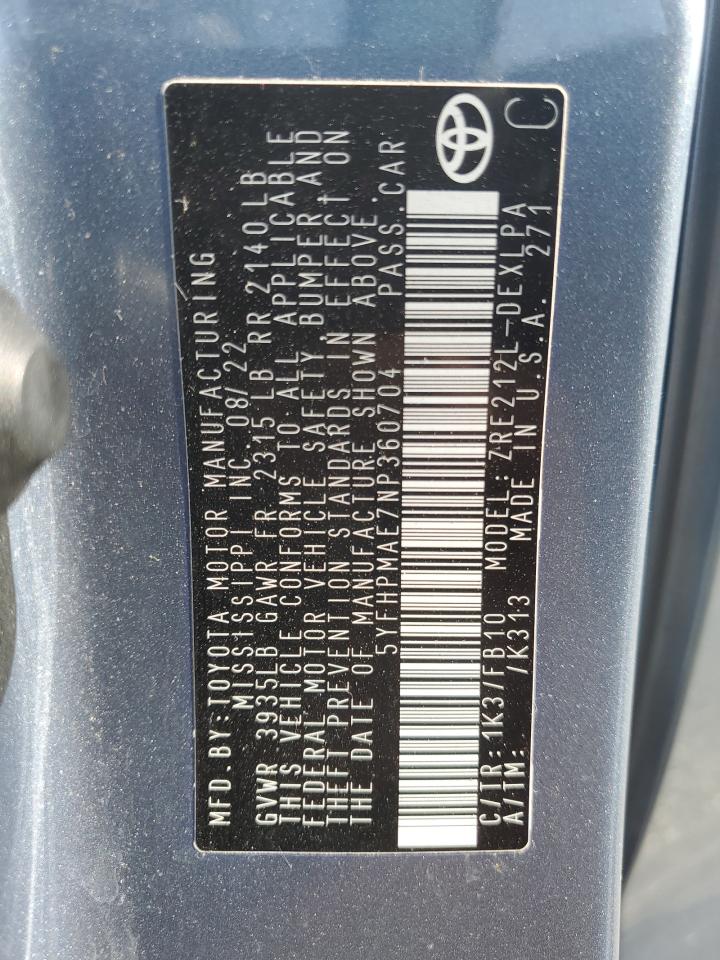 MFD.BY:TOYOTA MOTOR MANUFACTURING
MISSISSIPPI INC.08/22
GVWR 3935LB GAWR FR 2315 LB RR 2140LB
THIS VEHICLE CONFORMS TO ALL APPLICABLE
FEDERAL MOTOR VEHICLE SAFETY BUMPER AND
THEFT PREVENTION STANDARDS IN EFFECT ON
THE DATE OF MANUFACTURE SHOWN ABOVE.
5YFHPMAE7NP360704 PASS.CAR
C/TR:1K3/FB10 MODEL:ZRE212L-DEXLPA
A/TM: /K313 MADE IN U.S.A. 271
C